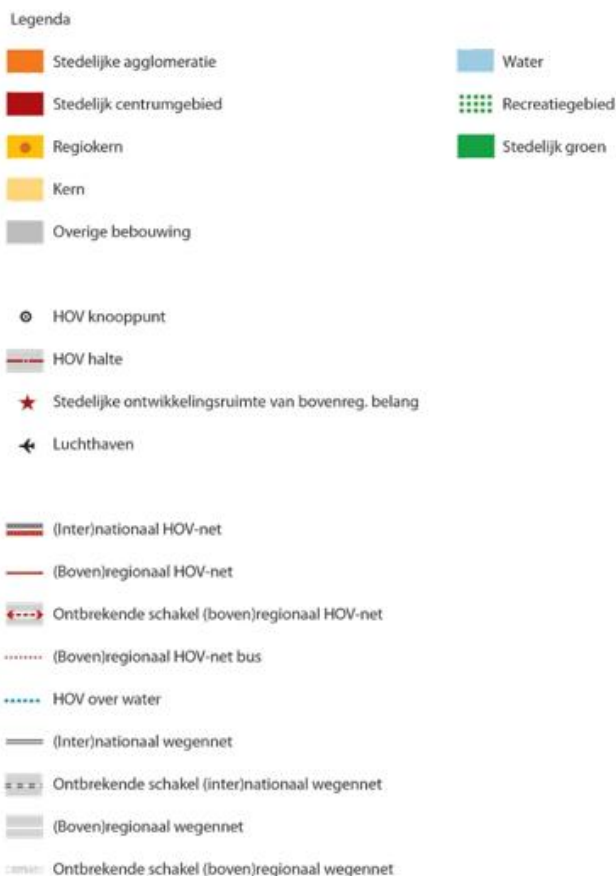 Legenda
Stedelijke agglomeratie
Stedelijk centrumgebied
Regiokern
Kern
Overige bebouwing
Water
Recreatiegebied
Stedelijk groen
HOV knooppunt
HOV halte
Stedelijke ontwikkelingsruimte van bovenreg. belang
Luchthaven
(Inter)nationaal HOV-net
(Boven)regionaal HOV-net
Ontbrekende schakel (boven)regionaal HOV-net
(Boven)regionaal HOV-net bus
HOV over water
(Inter)nationaal wegennet
Ontbrekende schakel (inter)nationaal wegennet
(Boven)regionaal wegennet
Ontbrekende schakel (boven)regionaal wegennet